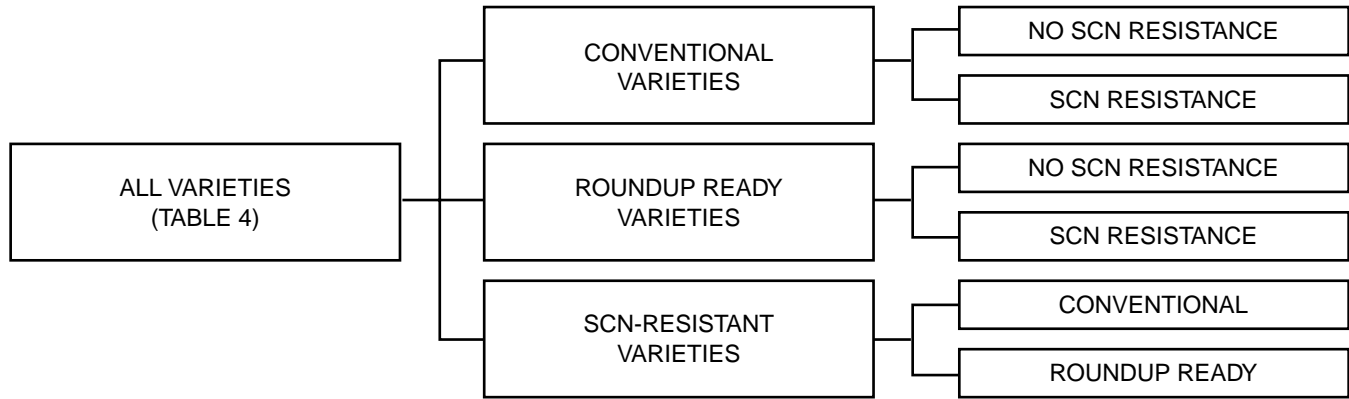 ALL VARIETIES
(TABLE 4)
CONVENTIONAL
VARIETIES
NO SCN RESISTANCE
SCN RESISTANCE
ROUNDUP READY
VARIETIES
NO SCN RESISTANCE
SCN RESISTANCE
SCN-RESISTANT
VARIETIES
CONVENTIONAL
ROUNDUP READY